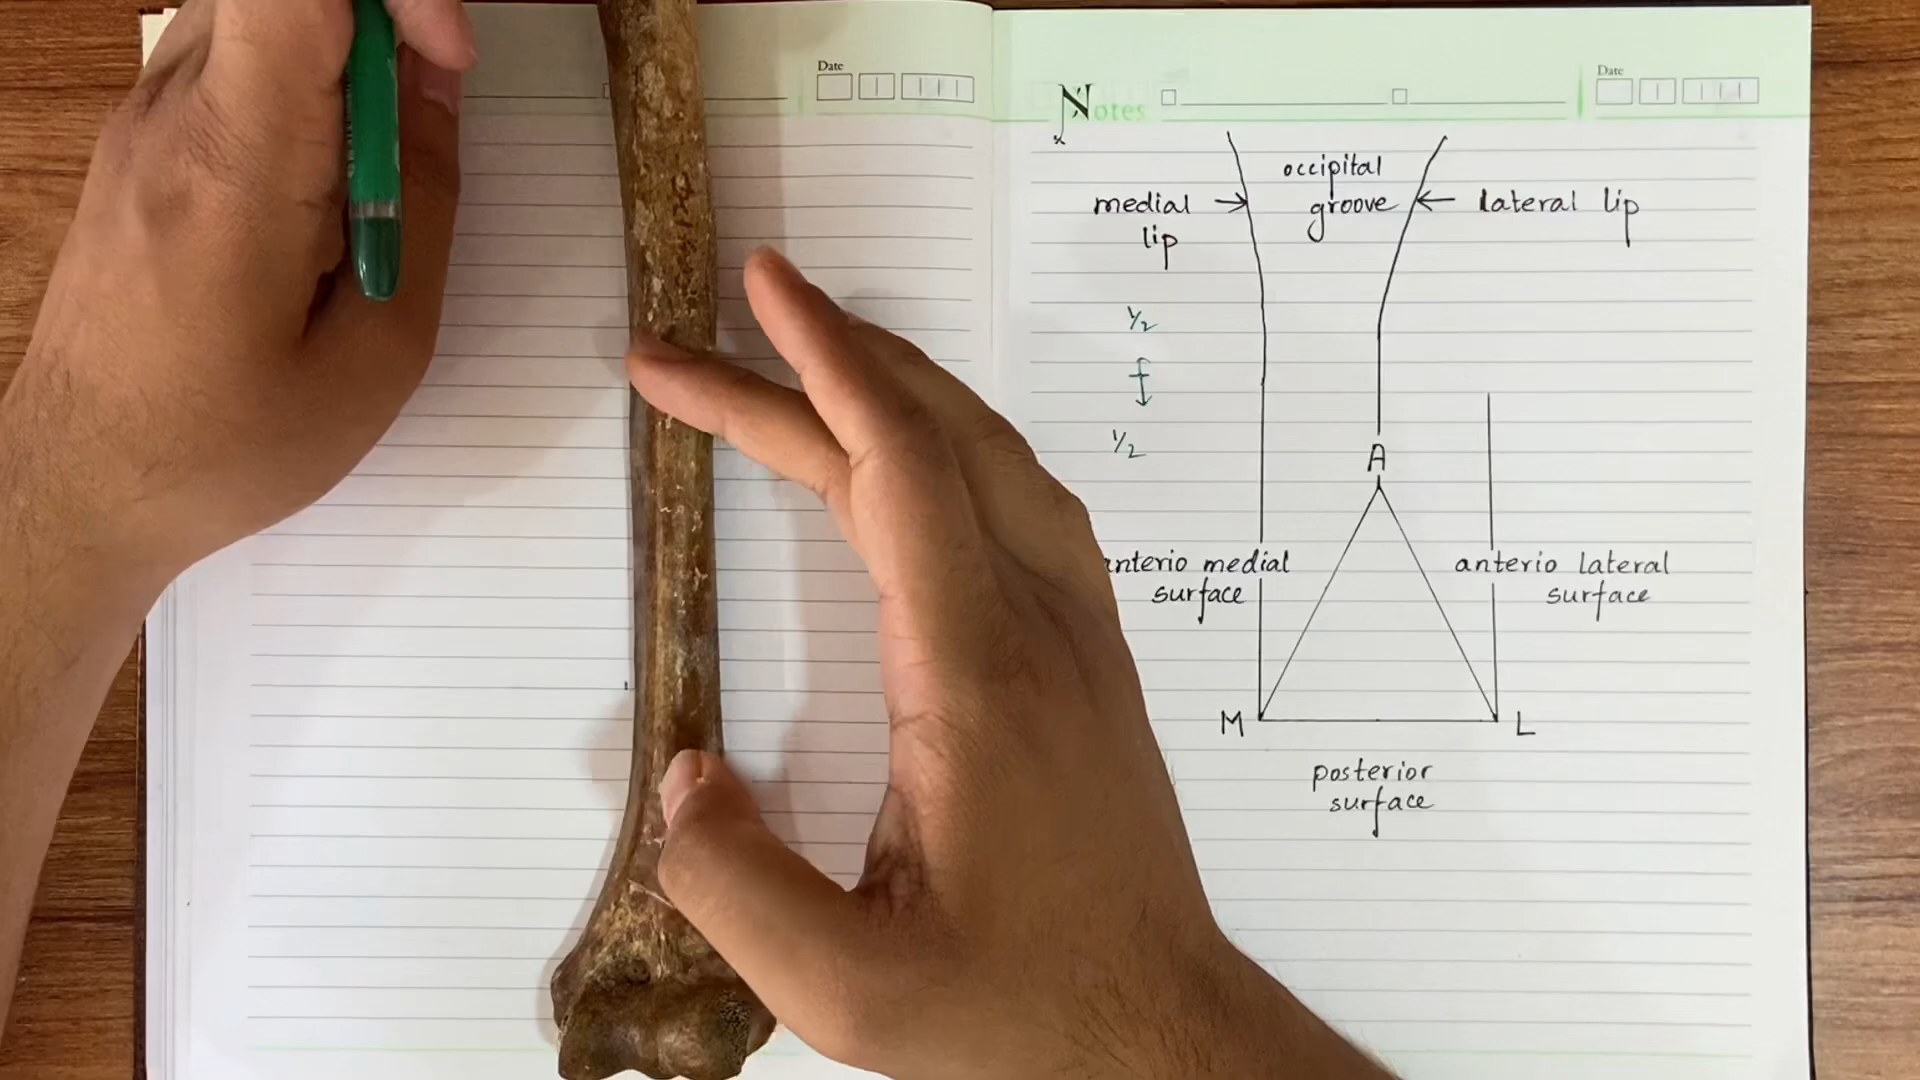 Date
Date
Notes
occipital
groove
medial
lip
lateral lip
1/2
1/2
A
anterio medial
surface
anterio lateral
surface
M
L
posterior
surface